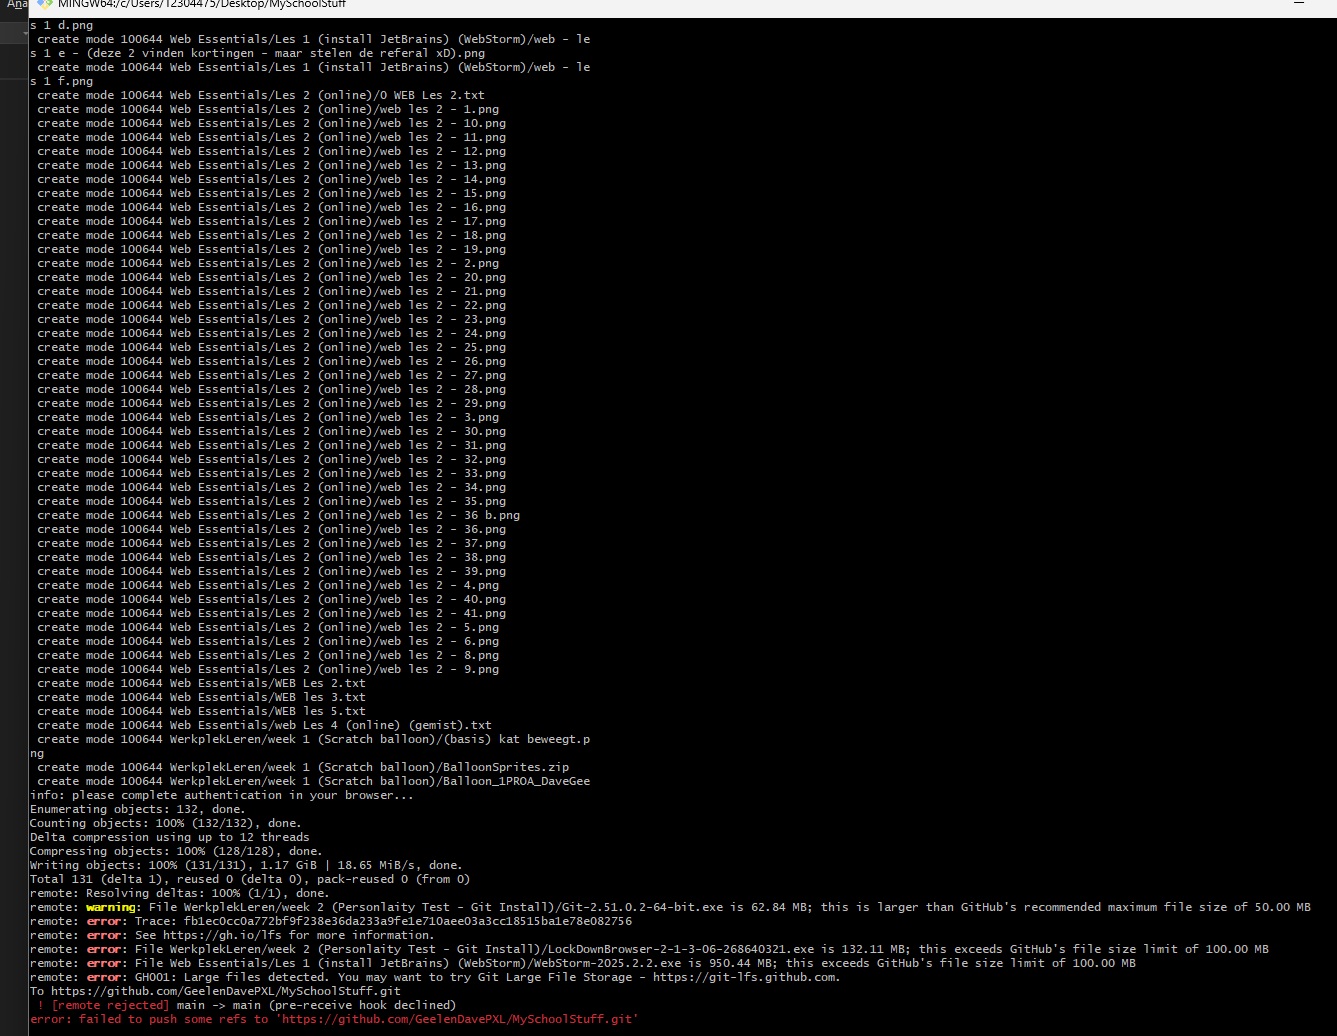 Ana
MINGW64:/c/Users/12304475/Desktop/MySchoolStuff
s 1 d.png
create mode 100644 Web Essentials/Les 1 (install JetBrains) (WebStorm)/web - le
s 1 e - (deze 2 vinden kortingen - maar stelen de referal xD).png
create mode 100644 Web Essentials/Les 1 (install JetBrains) (WebStorm)/web - le
s 1 f.png
create mode 100644 Web Essentials/Les 2 (online)/0 WEB Les 2.txt
create mode 100644 Web Essentials/Les 2 (online)/web les 2 - 1.png
create mode 100644 Web Essentials/Les 2 (online)/web les 2 - 10.png
create mode 100644 Web Essentials/Les 2 (online)/web les 2 - 11.png
create mode 100644 Web Essentials/Les 2 (online)/web les 2 - 12.png
create mode 100644 Web Essentials/Les 2 (online)/web les 2 - 13.png
create mode 100644 Web Essentials/Les 2 (online)/web les 2 - 14.png
create mode 100644 Web Essentials/Les 2 (online)/web les 2 - 15.png
create mode 100644 Web Essentials/Les 2 (online)/web les 2 - 16.png
create mode 100644 Web Essentials/Les 2 (online)/web les 2 - 17.png
create mode 100644 Web Essentials/Les 2 (online)/web les 2 - 18.png
create mode 100644 Web Essentials/Les 2 (online)/web les 2 - 19.png
create mode 100644 Web Essentials/Les 2 (online)/web les 2 - 2.png
create mode 100644 Web Essentials/Les 2 (online)/web les 2 - 20.png
create mode 100644 Web Essentials/Les 2 (online)/web les 2 - 21.png
create mode 100644 Web Essentials/Les 2 (online)/web les 2 - 22.png
create mode 100644 Web Essentials/Les 2 (online)/web les 2 - 23.png
create mode 100644 Web Essentials/Les 2 (online)/web les 2 - 24.png
create mode 100644 Web Essentials/Les 2 (online)/web les 2 - 25.png
create mode 100644 Web Essentials/Les 2 (online)/web les 2 - 26.png
create mode 100644 Web Essentials/Les 2 (online)/web les 2 - 27.png
create mode 100644 Web Essentials/Les 2 (online)/web les 2 - 28.png
create mode 100644 Web Essentials/Les 2 (online)/web les 2 - 29.png
create mode 100644 Web Essentials/Les 2 (online)/web les 2 - 3.png
create mode 100644 Web Essentials/Les 2 (online)/web les 2 - 30.png
create mode 100644 Web Essentials/Les 2 (online)/web les 2 - 31.png
create mode 100644 Web Essentials/Les 2 (online)/web les 2 - 32.png
create mode 100644 Web Essentials/Les 2 (online)/web les 2 - 33.png
create mode 100644 Web Essentials/Les 2 (online)/web les 2 - 34.png
create mode 100644 Web Essentials/Les 2 (online)/web les 2 - 35.png
create mode 100644 Web Essentials/Les 2 (online)/web les 2 - 36 b.png
create mode 100644 Web Essentials/Les 2 (online)/web les 2 - 36.png
create mode 100644 Web Essentials/Les 2 (online)/web les 2 - 37.png
create mode 100644 Web Essentials/Les 2 (online)/web les 2 - 38.png
create mode 100644 Web Essentials/Les 2 (online)/web les 2 - 39.png
create mode 100644 Web Essentials/Les 2 (online)/web les 2 - 4.png
create mode 100644 Web Essentials/Les 2 (online)/web les 2 - 40.png
create mode 100644 Web Essentials/Les 2 (online)/web les 2 - 41.png
create mode 100644 Web Essentials/Les 2 (online)/web les 2 - 5.png
create mode 100644 Web Essentials/Les 2 (online)/web les 2 - 6.png
create mode 100644 Web Essentials/Les 2 (online)/web les 2 - 8.png
create mode 100644 Web Essentials/Les 2 (online)/web les 2 - 9.png
create mode 100644 Web Essentials/WEB Les 2.txt
create mode 100644 Web Essentials/WEB les 3.txt
create mode 100644 Web Essentials/WEB les 5.txt
create mode 100644 Web Essentials/web Les 4 (online) (gemist).txt
create mode 100644 WerkplekLeren/week 1 (Scratch balloon)/(basis) kat beweegt.p
ng
create mode 100644 WerkplekLeren/week 1 (Scratch balloon)/BalloonSprites.zip
create mode 100644 WerkplekLeren/week 1 (Scratch balloon)/Balloon_1PROA_DaveGee
info: please complete authentication in your browser...
Enumerating objects: 132, done.
Counting objects: 100% (132/132), done.
Delta compression using up to 12 threads
Compressing objects: 100% (128/128), done.
Writing objects: 100% (131/131), 1.17 GiB | 18.65 MiB/s, done.
Total 131 (delta 1), reused 0 (delta 0), pack-reused 0 (from 0)
remote: Resolving deltas: 100% (1/1), done.
remote: warning: File WerkplekLeren/week 2 (Personlaity Test - Git Install)/Git-2.51.0.2-64-bit.exe is 62.84 MB; this is larger than GitHub's recommended maximum file size of 50.00 MB
remote: error: Trace: fb1ec0cc0a772bf9f238e36da233a9fe1e710aee03a3cc18515ba1e78e082756
remote: error: See https://gh.io/lfs for more information.
remote: error: File WerkplekLeren/week 2 (Personlaity Test - Git Install)/LockDownBrowser-2-1-3-06-268640321.exe is 132.11 MB; this exceeds GitHub's file size limit of 100.00 MB
remote: error: File Web Essentials/Les 1 (install JetBrains) (WebStorm)/WebStorm-2025.2.2.exe is 950.44 MB; this exceeds GitHub's file size limit of 100.00 MB
remote: error: GH001: Large files detected. You may want to try Git Large File Storage - https://git-lfs.github.com.
To https://github.com/GeelenDavePXL/MySchoolStuff.git
! [remote rejected] main -> main (pre-receive hook declined)
error: failed to push some refs to 'https://github.com/GeelenDavePXL/MySchoolStuff.git'